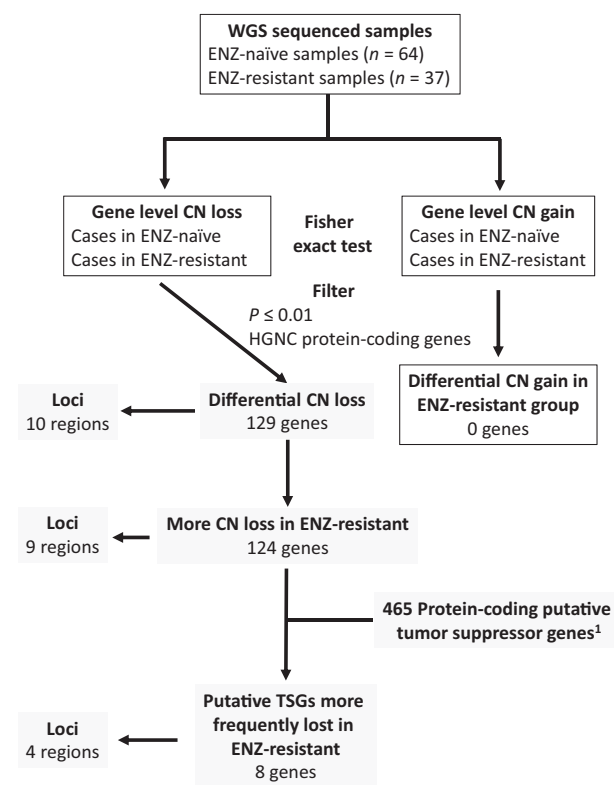 WGS sequenced samples
ENZ-naïve samples (n = 64)
ENZ-resistant samples (n = 37)
Gene level CN loss
Cases in ENZ-naïve
Cases in ENZ-resistant
Fisher
exact test
Gene level CN gain
Cases in ENZ-naïve
Cases in ENZ-resistant
Filter
P ≤ 0.01
HGNC protein-coding genes
Loci
10 regions
Differential CN loss
129 genes
Differential CN gain in
ENZ-resistant group
0 genes
Loci
9 regions
More CN loss in ENZ-resistant
124 genes
465 Protein-coding putative
tumor suppressor genes¹
Loci
4 regions
Putative TSGs more
frequently lost in
ENZ-resistant
8 genes